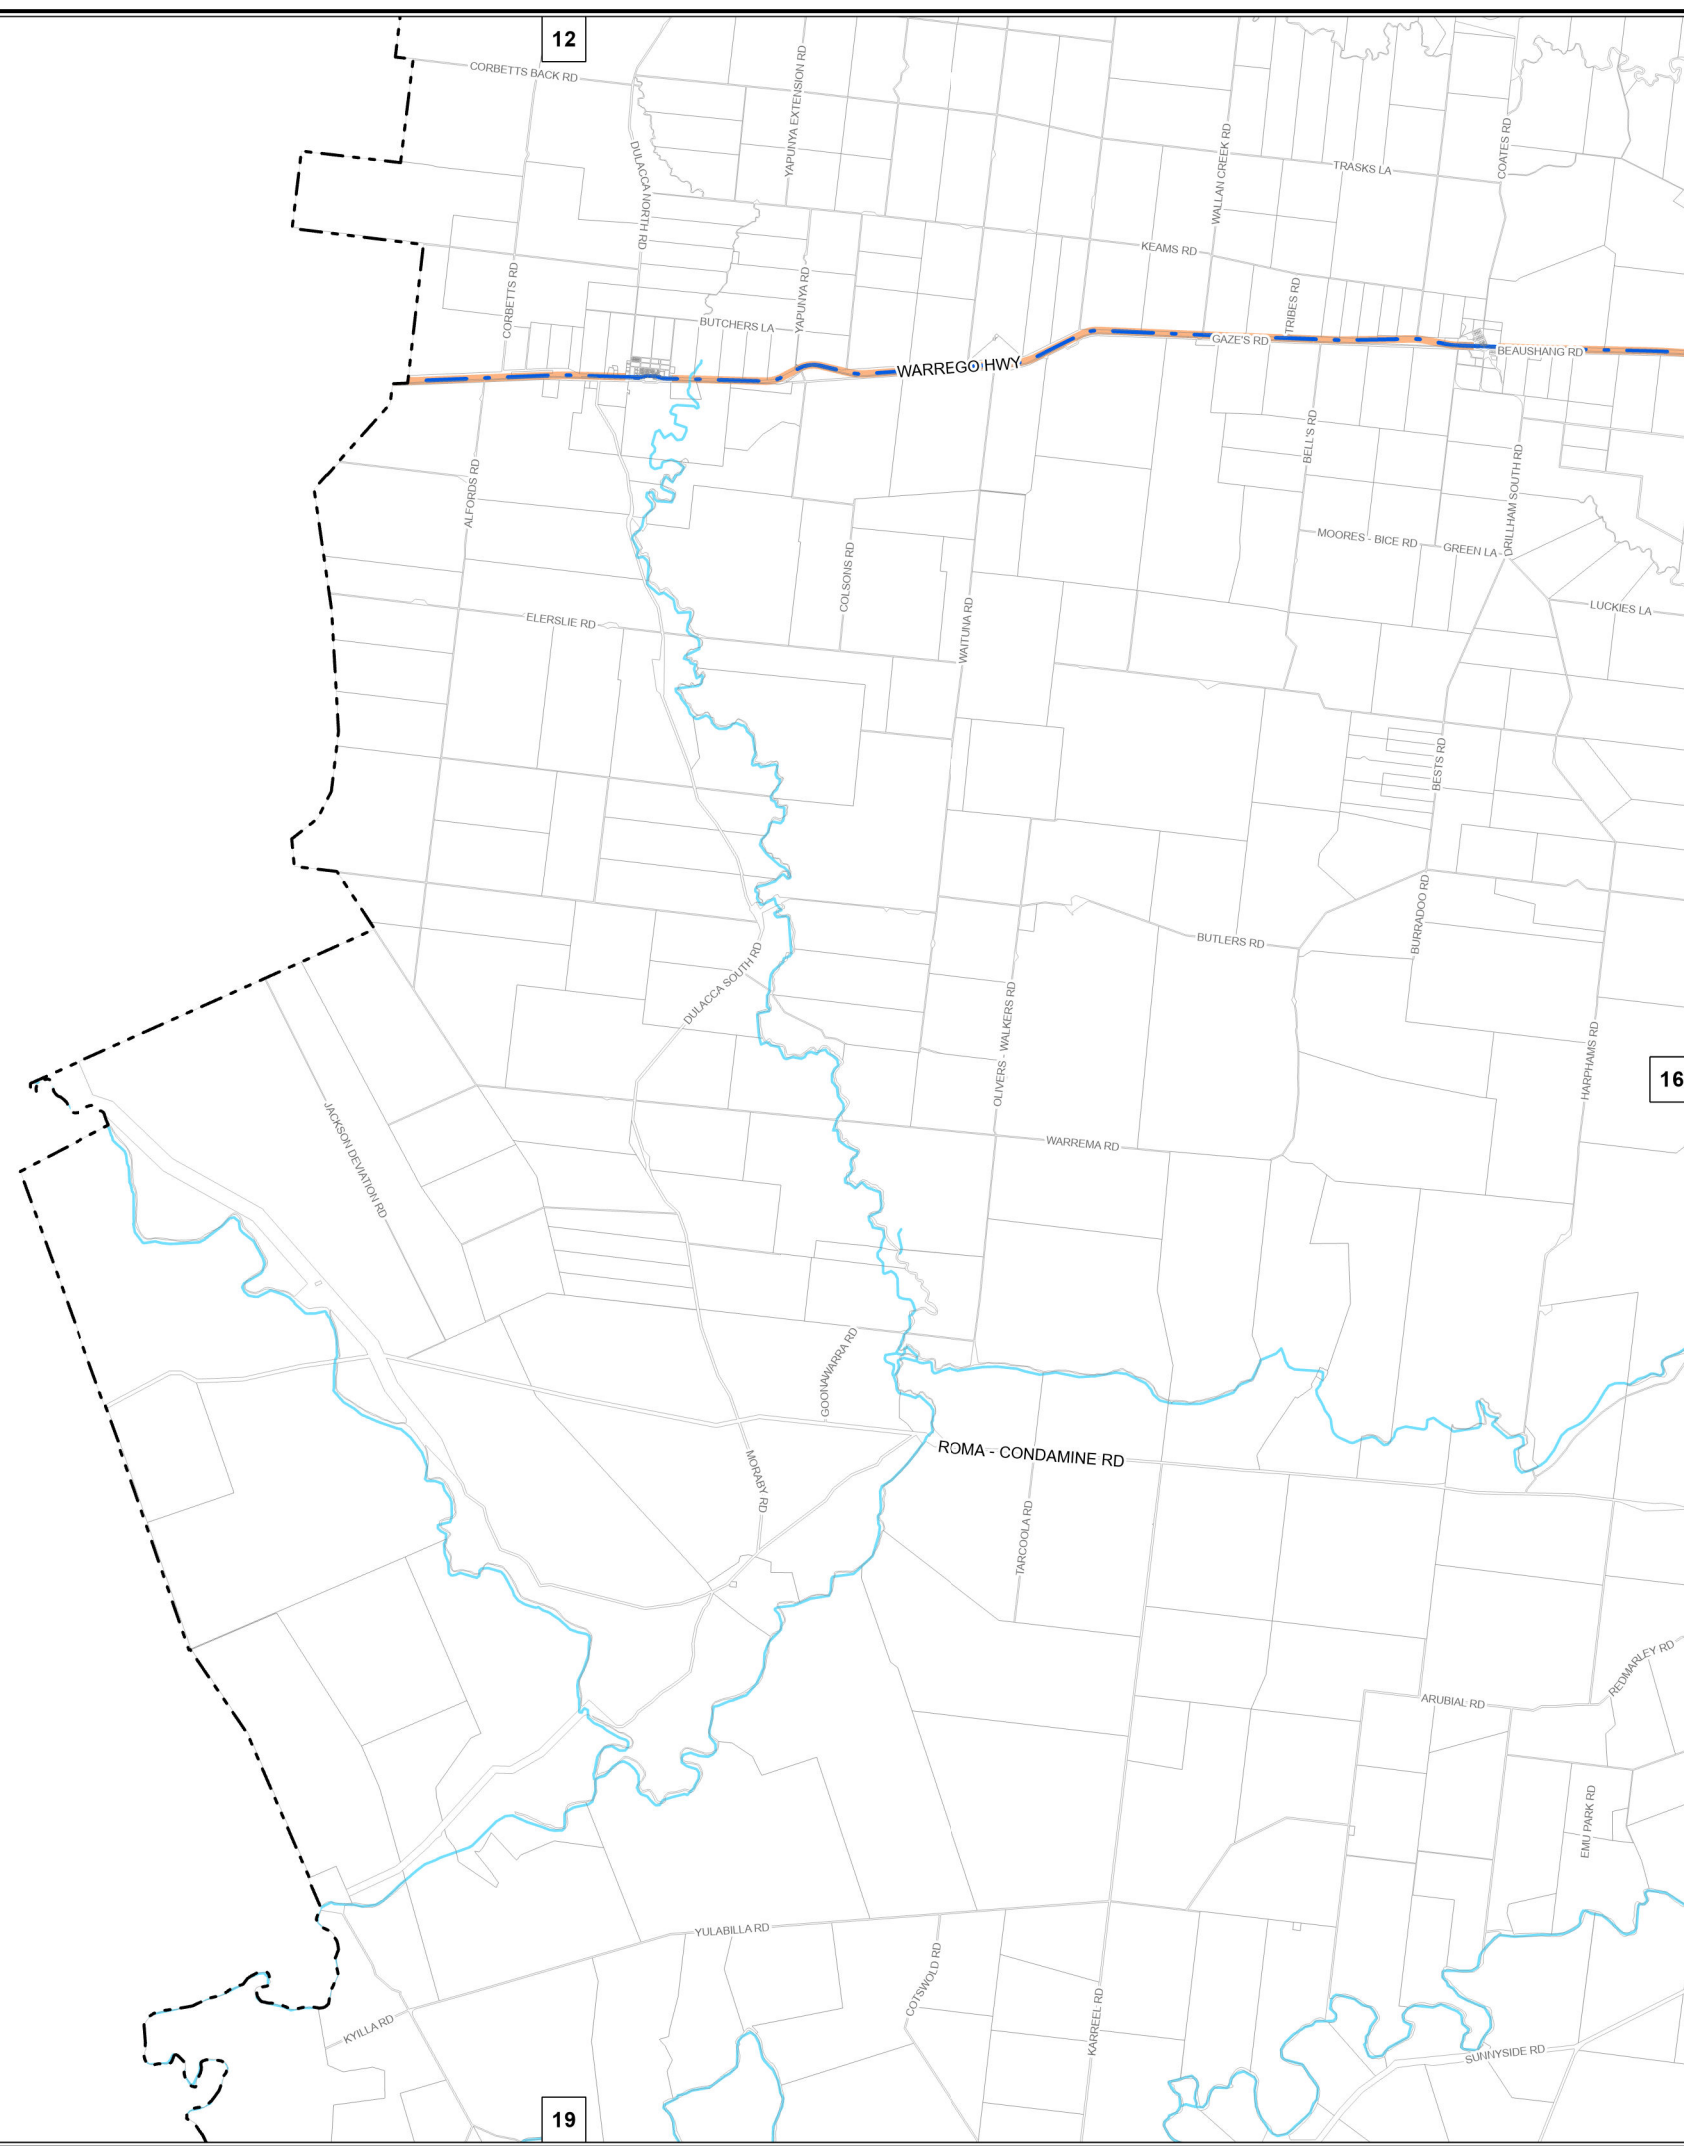 12
CORBETTS BACK RD
YAPUNYA EXTENSION RD
DULACCA NORTH RD
WALLAN CREEK RD
COATES RD
TRASKS LA
KEAMS RD
CORBETTS RD
YAPUNYA RD
TRIBES RD
BUTCHERS LA
WARREGO HWY
GAZE'S RD
BEAUSHANG RD
ALFORDS RD
BELL'S RD
DRILLHAM SOUTH RD
COLSONS RD
MOORES - BICE RD
GREEN LA
ELERSLIE RD
WAITUNA RD
LUCKIES LA
BESTS RD
BURRADOO RD
BUTLERS RD
DULACCA SOUTH RD
OLIVERS - WALKERS RD
HARPHAMS RD
16
JACKSON DEVIATION RD
WARREMA RD
GOONAWARRA RD
ROMA - CONDAMINE RD
MORABY RD
TARCOOLA RD
REDMARLEY RD
ARUBIAL RD
EMU PARK RD
YULABILLA RD
COTSWOLD RD
KARREEL RD
KYILLA RD
SUNNYSIDE RD
19